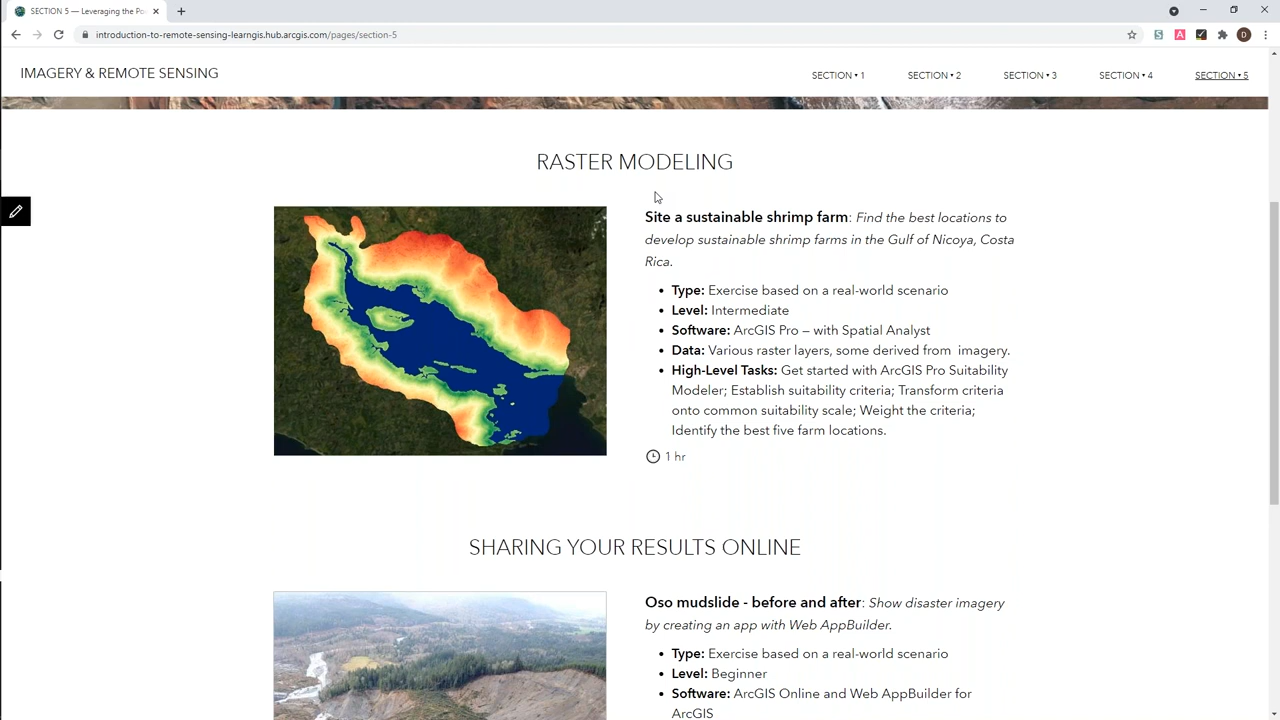 SECTION 5 — Leveraging the Po
introduction-to-remote-sensing-learngis.hub.arcgis.com/pages/section-5
IMAGERY & REMOTE SENSING
SECTION • 1
SECTION • 2
SECTION • 3
SECTION • 4
SECTION • 5
RASTER MODELING
Site a sustainable shrimp farm: Find the best locations to
develop sustainable shrimp farms in the Gulf of Nicoya, Costa
Rica.
• Type: Exercise based on a real-world scenario
• Level: Intermediate
• Software: ArcGIS Pro – with Spatial Analyst
• Data: Various raster layers, some derived from imagery.
• High-Level Tasks: Get started with ArcGIS Pro Suitability
Modeler; Establish suitability criteria; Transform criteria
onto common suitability scale; Weight the criteria;
Identify the best five farm locations.
1 hr
SHARING YOUR RESULTS ONLINE
Oso mudslide - before and after: Show disaster imagery
by creating an app with Web AppBuilder.
• Type: Exercise based on a real-world scenario
• Level: Beginner
• Software: ArcGIS Online and Web AppBuilder for
ArcGIS